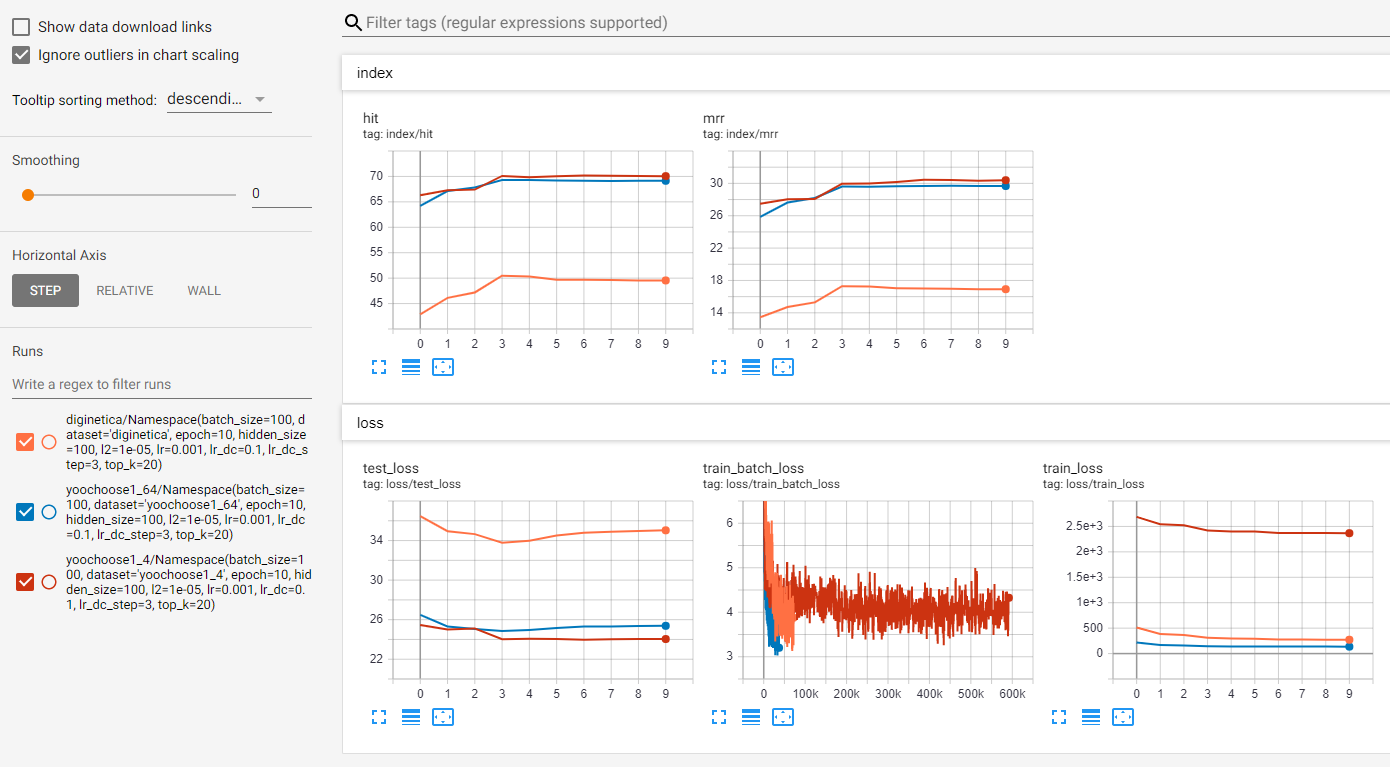 Show data download links
Ignore outliers in chart scaling
Tooltip sorting method: descendi...
Smoothing
0
Horizontal Axis
STEP RELATIVE WALL
Runs
Write a regex to filter runs
diginetica/Namespace(batch_size=100, d
ataset='diginetica', epoch=10, hidden_size
=100, l2=1e-05, lr=0.001, lr_dc=0.1, lr_dc_s
tep=3, top_k=20)
yoochoose1_64/Namespace(batch_size=
100, dataset='yoochoose1_64', epoch=10,
hidden_size=100, l2=1e-05, lr=0.001, lr_dc
=0.1, lr_dc_step=3, top_k=20)
yoochoose1_4/Namespace(batch_size=1
00, dataset='yoochoose1_4', epoch=10, hid
den_size=100, l2=1e-05, lr=0.001, lr_dc=0.
1, lr_dc_step=3, top_k=20)
Filter tags (regular expressions supported)
index
hit
tag: index/hit
70
65
60
55
50
45
0 1 2 3 4 5 6 7 8 9
mrr
tag: index/mrr
30
26
22
18
14
0 1 2 3 4 5 6 7 8 9
loss
test_loss
tag: loss/test_loss
34
30
26
22
0 1 2 3 4 5 6 7 8 9
train_batch_loss
tag: loss/train_batch_loss
6
5
4
3
0 100k 200k 300k 400k 500k 600k
train_loss
tag: loss/train_loss
2.5e+3
2e+3
1.5e+3
1e+3
500
0
0 1 2 3 4 5 6 7 8 9